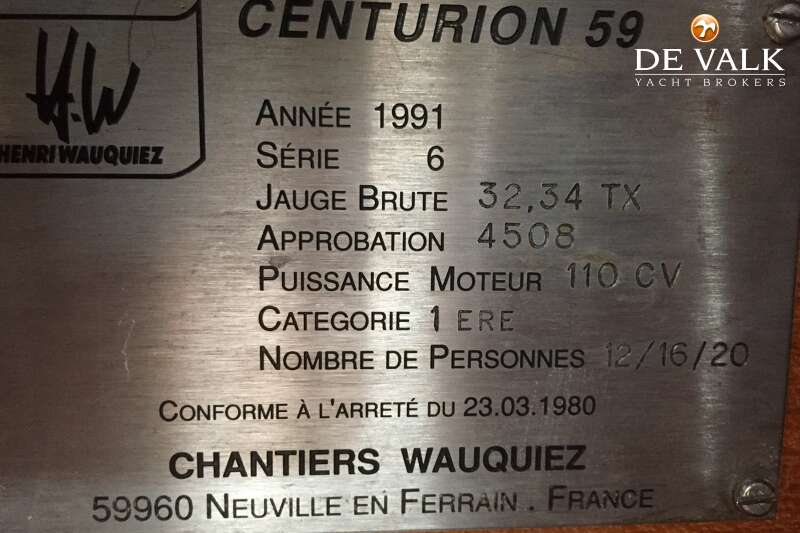 CENTURION 59
DE VALK
YACHT BROKERS
H.W
HENRI WAUQUIEZ
ANNÉE 1991
SÉRIE 6
JAUGE BRUTE 32,34 TX
APPROBATION 4508
PUISSANCE MOTEUR 110 CV
CATEGORIE 1 ERE
NOMBRE DE PERSONNES 12/16/20
CONFORME À L'ARRETÉ DU 23.03.1980
CHANTIERS WAUQUIEZ
59960 NEUVILLE EN FERRAIN . FRANCE